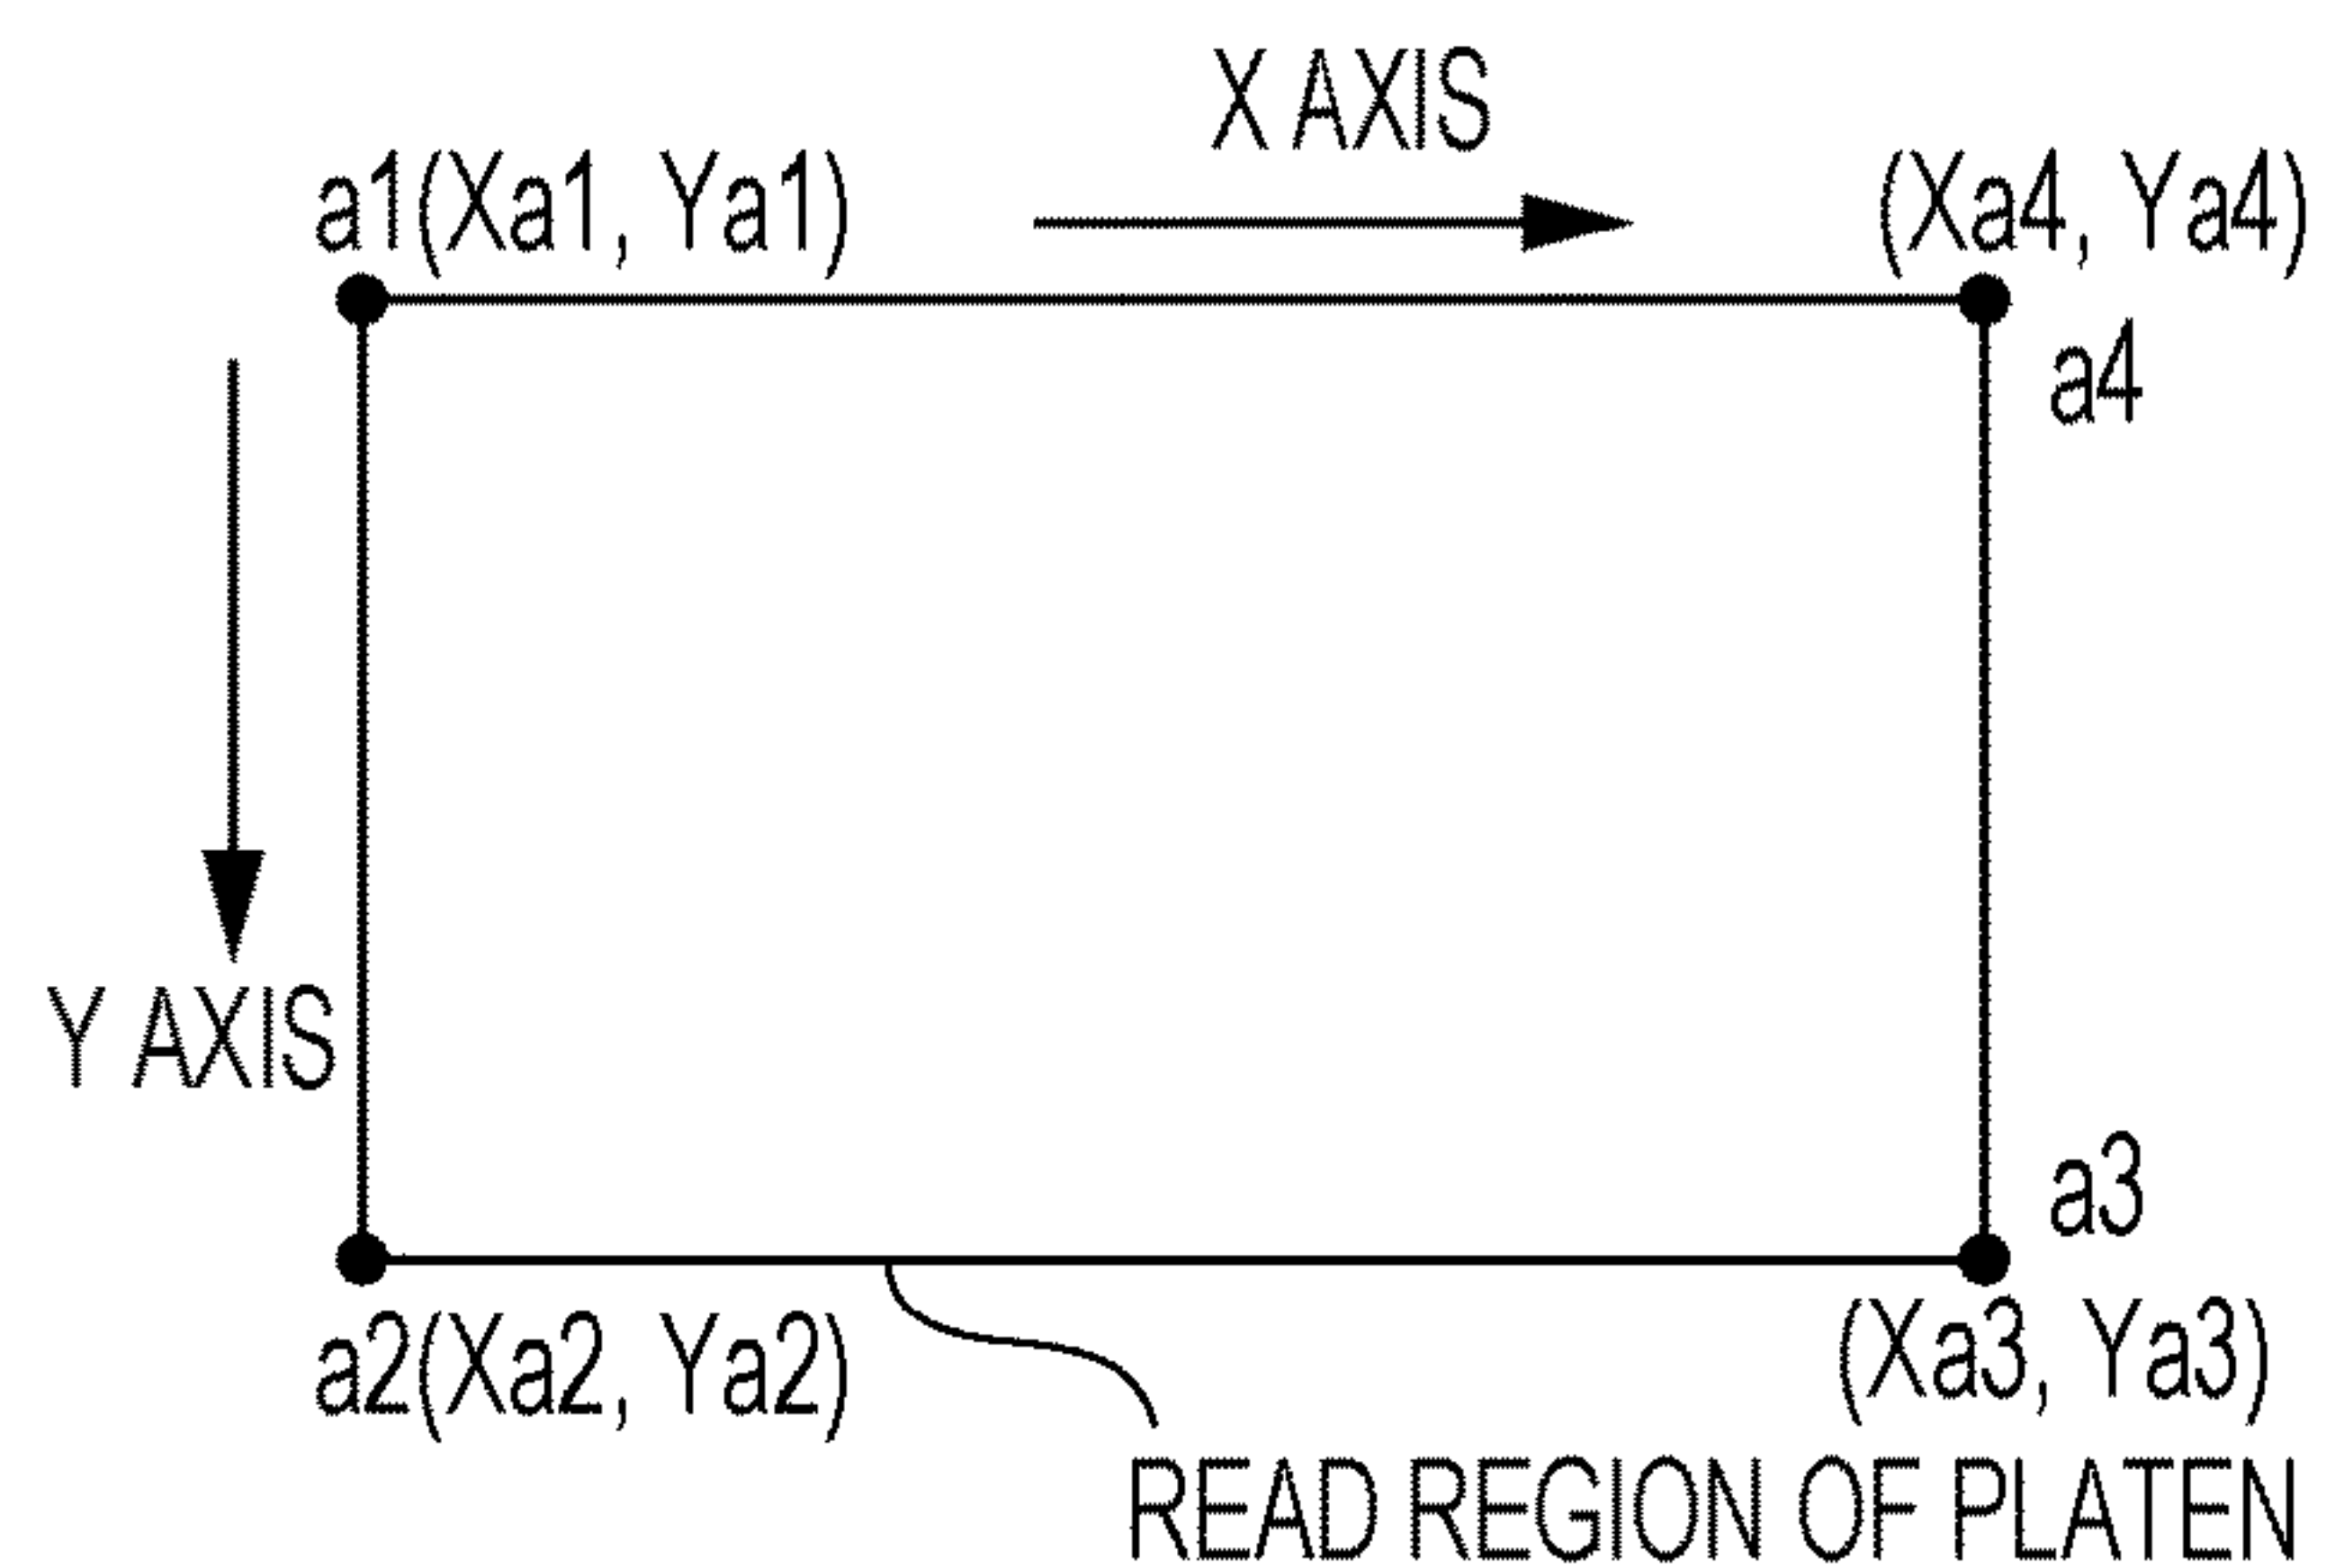 X AXIS
a1(Xa1, Ya1)
(Xa4, Ya4)
a4
Y AXIS
a3
a2(Xa2, Ya2)
(Xa3, Ya3)
READ REGION OF PLATEN